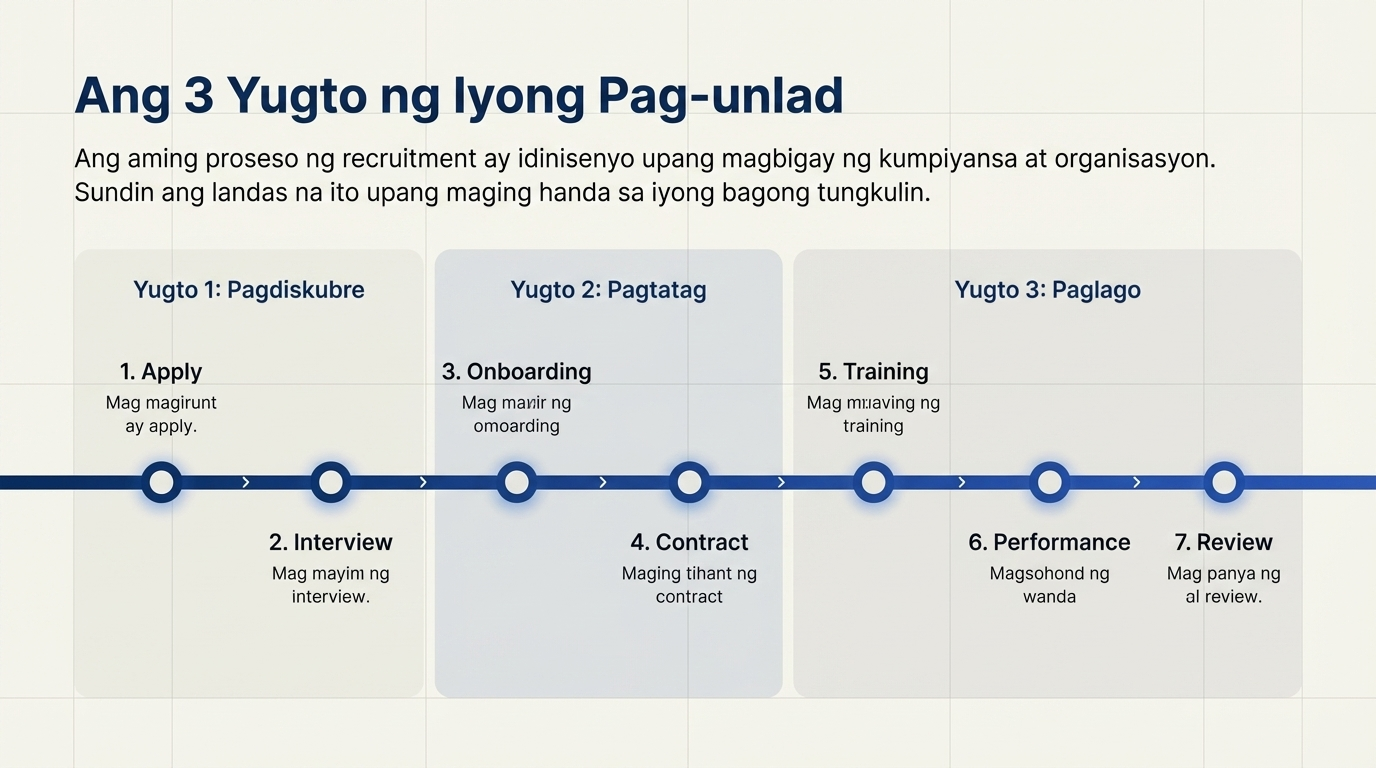 Ang 3 Yugto ng Iyong Pag-unlad
Ang aming proseso ng recruitment ay idinisenyo upang magbigay ng kumpiyansa at organisasyon.
Sundin ang landas na ito upang maging handa sa iyong bagong tungkulin.
Yugto 1: Pagdiskubre
1. Apply
Mag magirunt
ay apply.
2. Interview
Mag mayim ng
interview.
Yugto 2: Pagtatag
3. Onboarding
Mag ng
omoarding
4. Contract
Maging tihant ng
contract
Yugto 3: Paglago
5. Training
Mag ng
training
6. Performance
Magsohond ng
wanda
7. Review
Mag panya ng
al review.